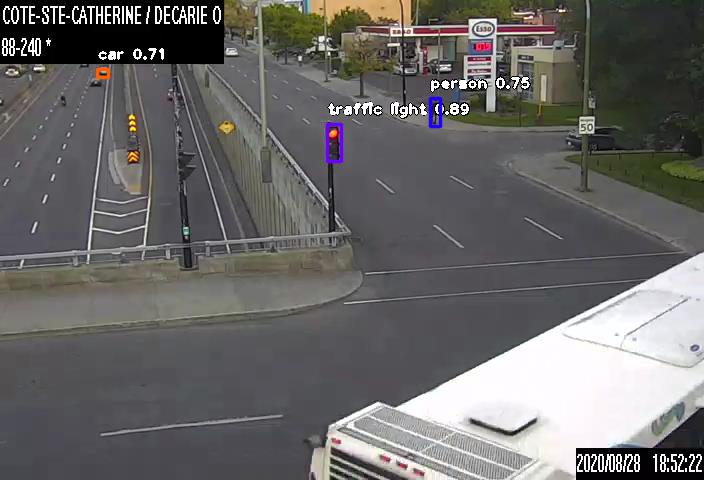 COTE-STE-CATHERINE / DECARIE O
88-240 *
car 0.71
person 0.75
traffic light 0.89
Esso
50
2020/08/28 18:52:22